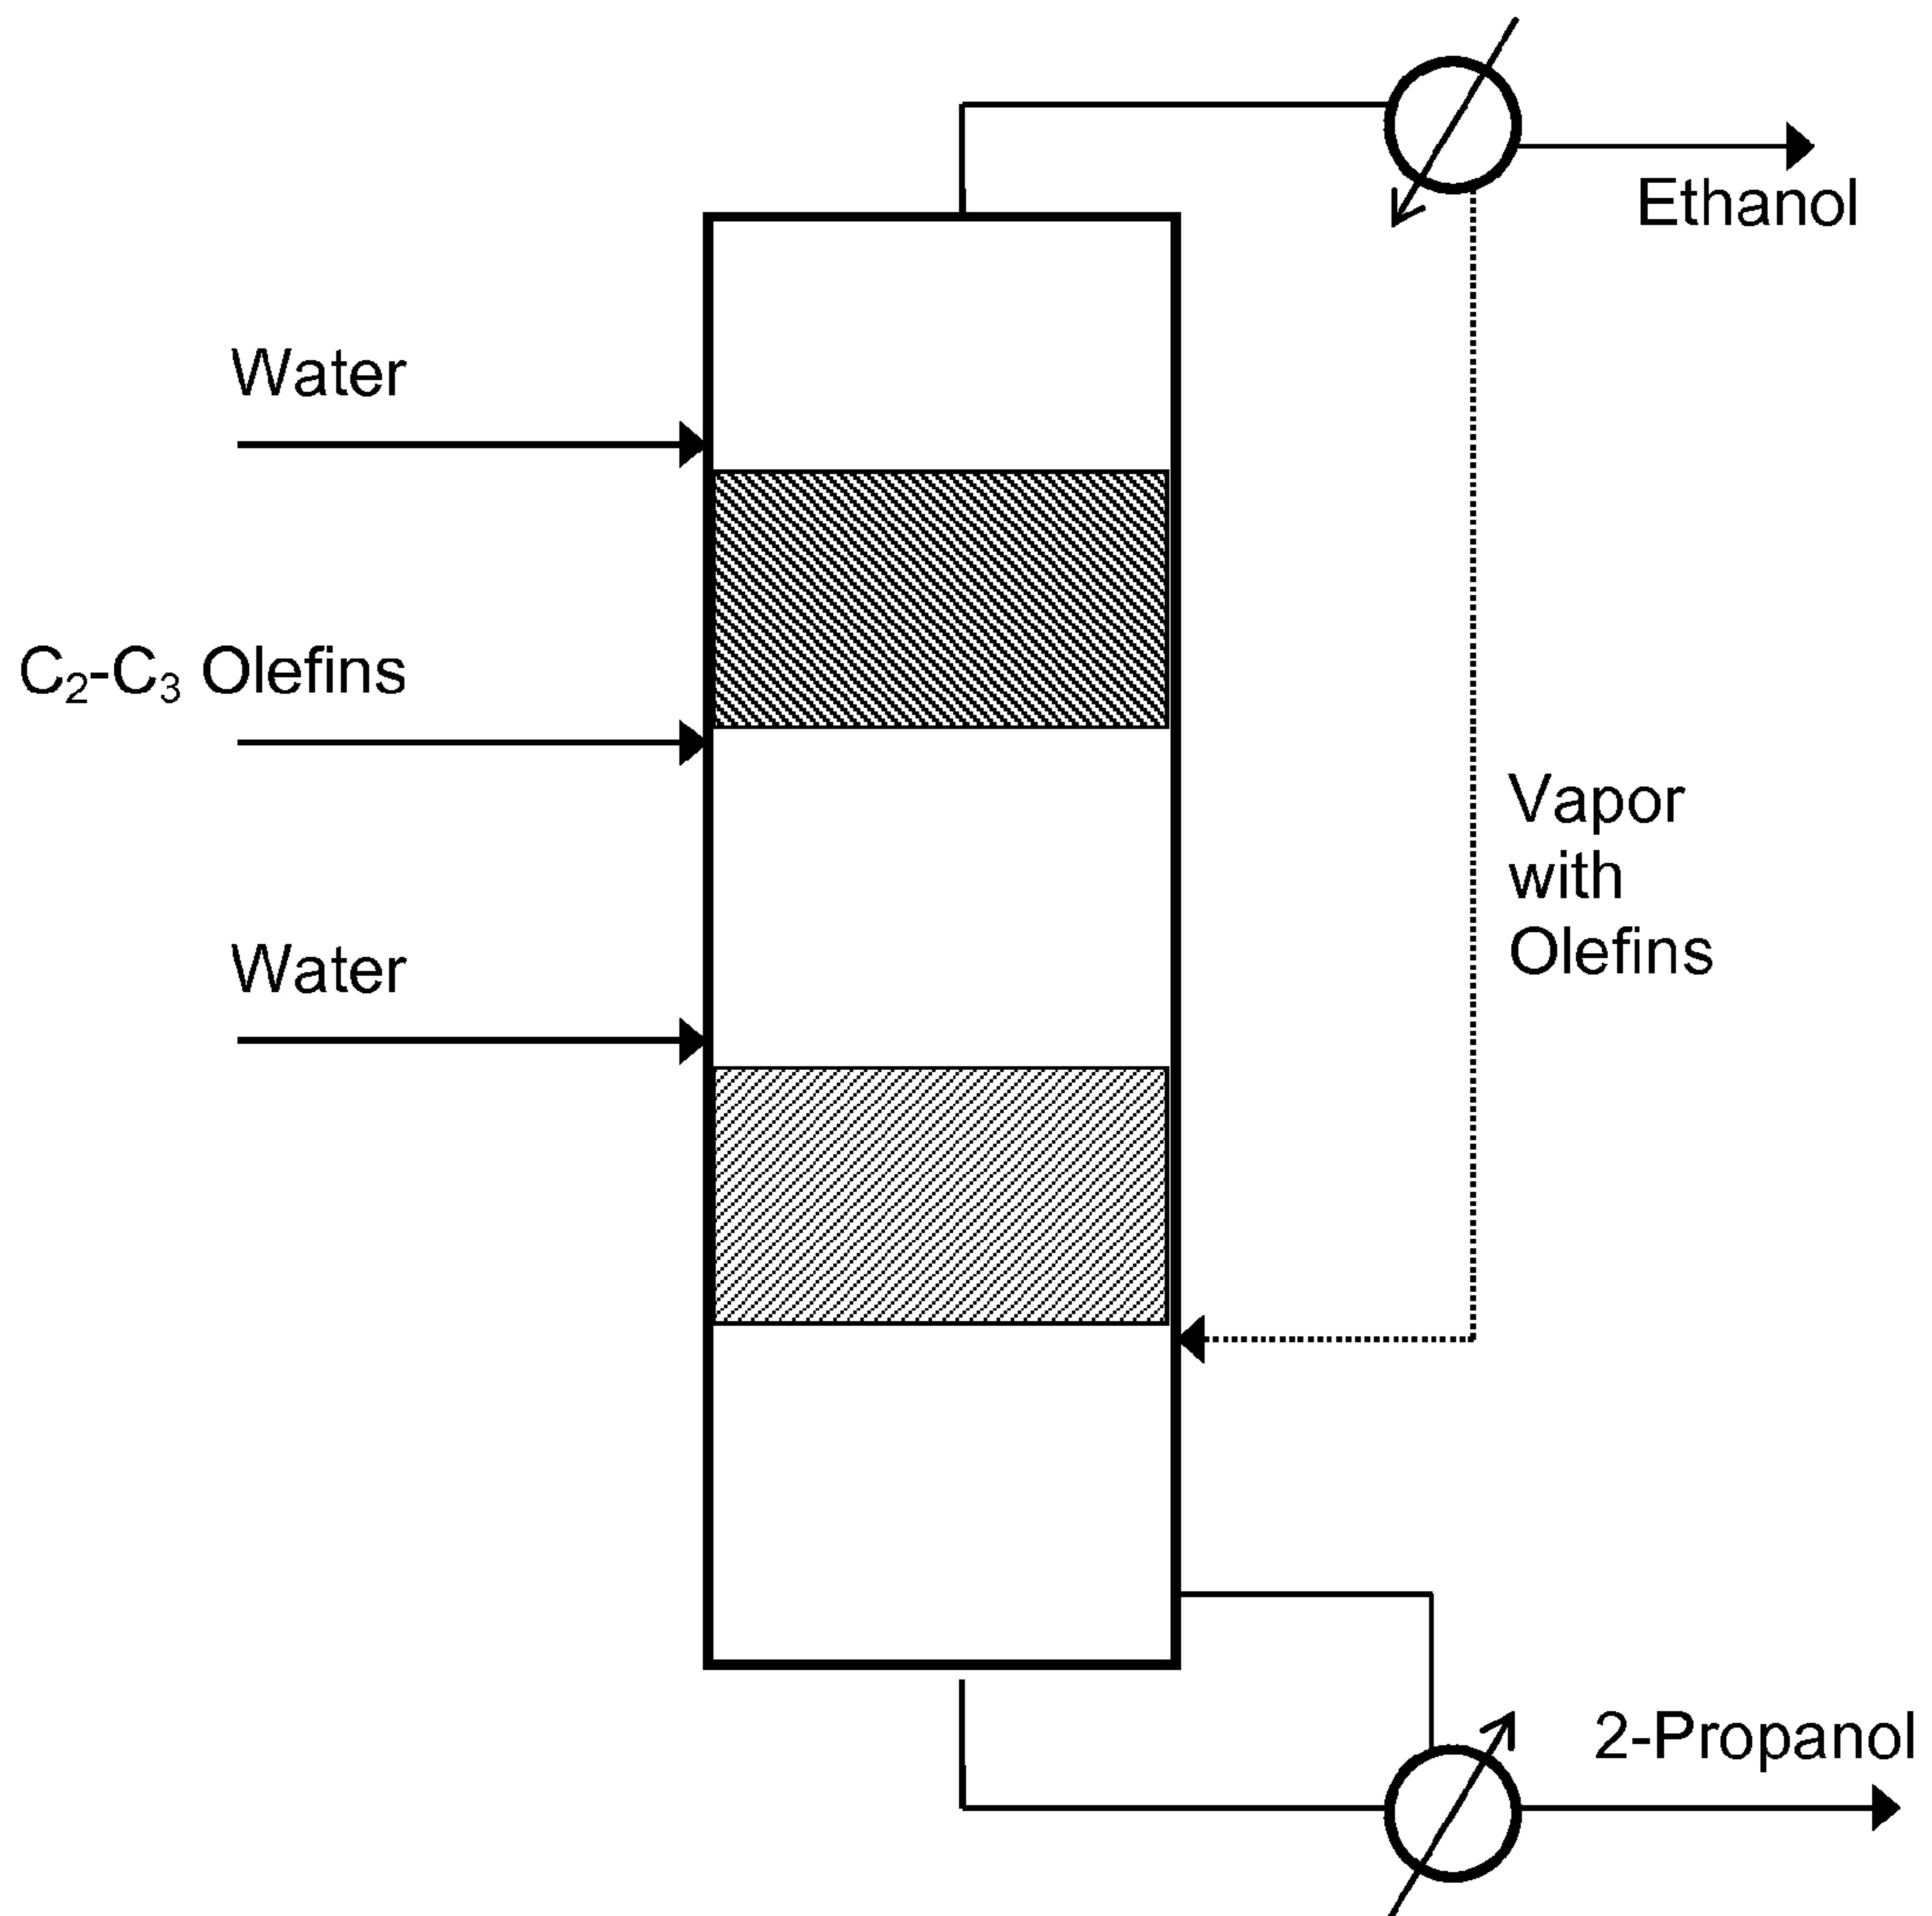 Ethanol
Water
C₂-C₃ Olefins
Vapor
with
Olefins
Water
2-Propanol